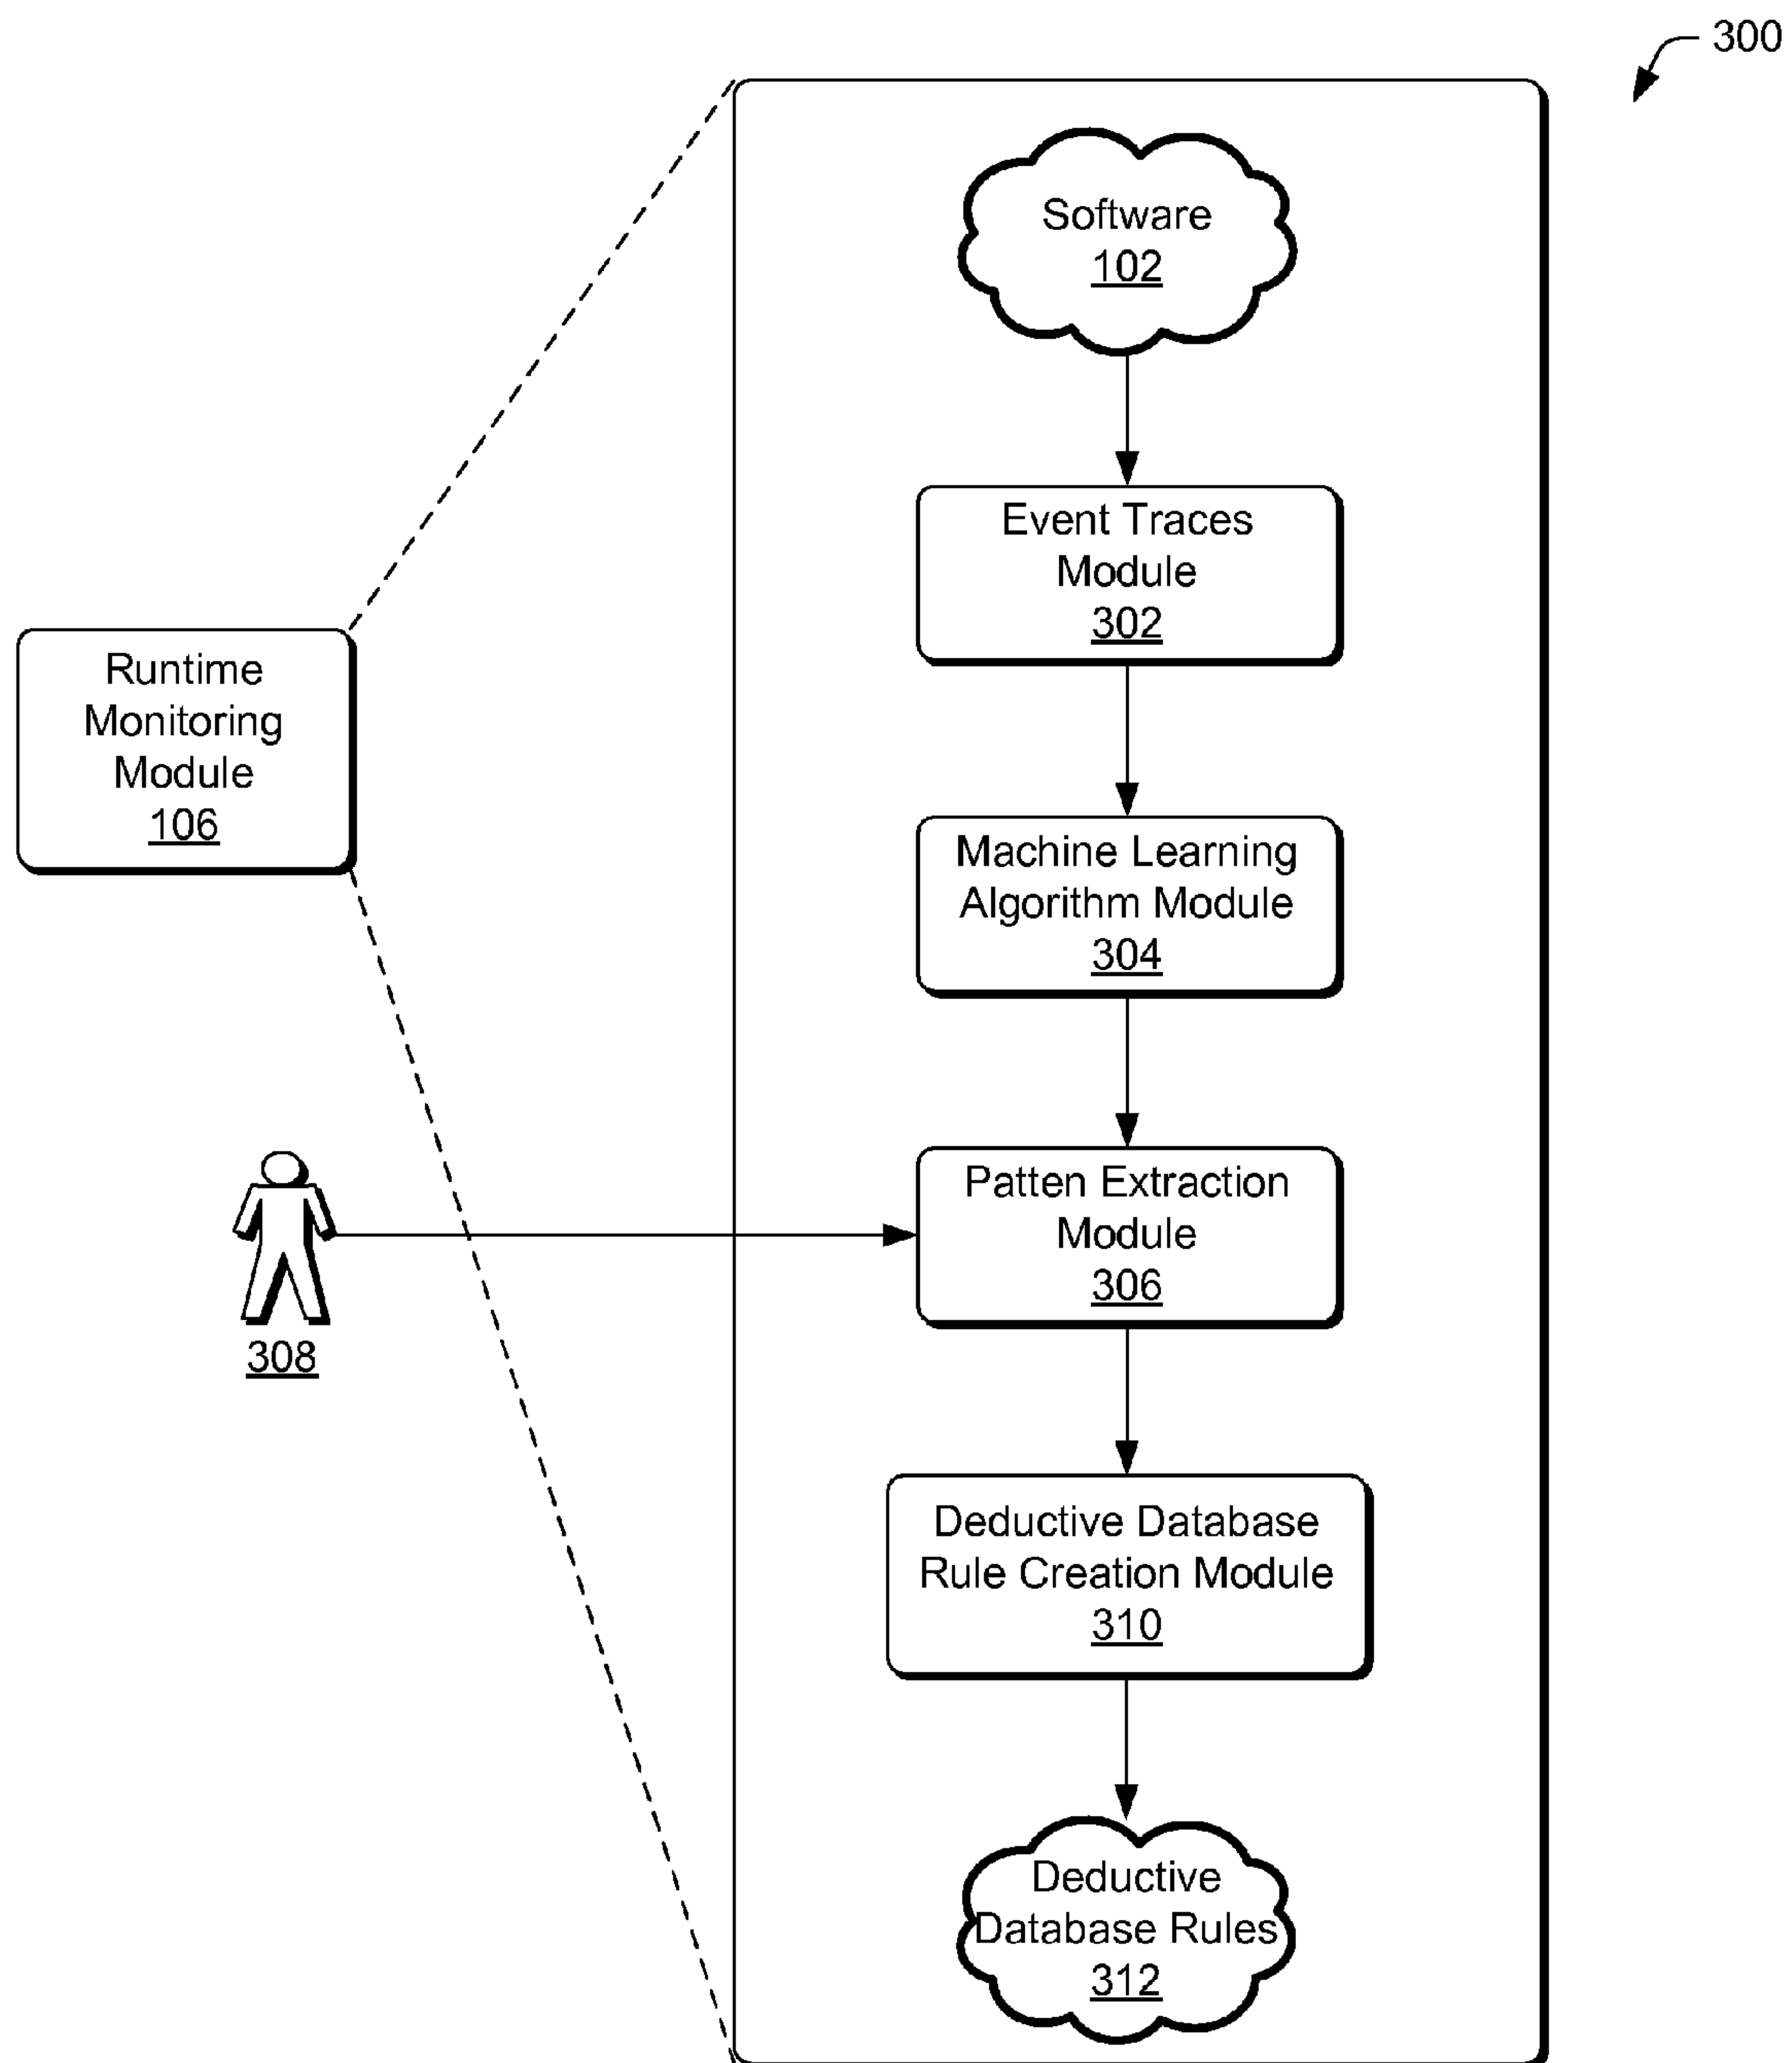 300
Software
102
Event Traces
Module
302
Runtime
Monitoring
Module
106
Machine Learning
Algorithm Module
304
Patten Extraction
Module
306
308
Deductive Database
Rule Creation Module
310
Deductive
Database Rules
312